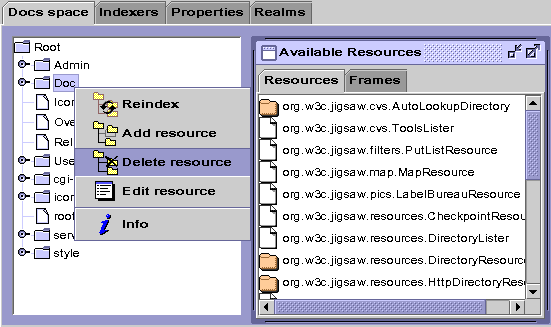 Docs space Indexers Properties Realms
Root
Admin
Doc
Icon
Ove
Rel
Use
cgi-
icon
root
serv
style
Reindex
Add resource
Delete resource
Edit resource
Info
Available Resources
Resources Frames
org.w3c.jigsaw.cvs.AutoLookupDirectory
org.w3c.jigsaw.cvs.ToolsLister
org.w3c.jigsaw.filters.PutListResource
org.w3c.jigsaw.map.MapResource
org.w3c.jigsaw.pics.LabelBureauResource
org.w3c.jigsaw.resources.CheckpointResou
org.w3c.jigsaw.resources.DirectoryLister
org.w3c.jigsaw.resources.DirectoryResourc
org.w3c.jigsaw.resources.HttpDirectoryRes